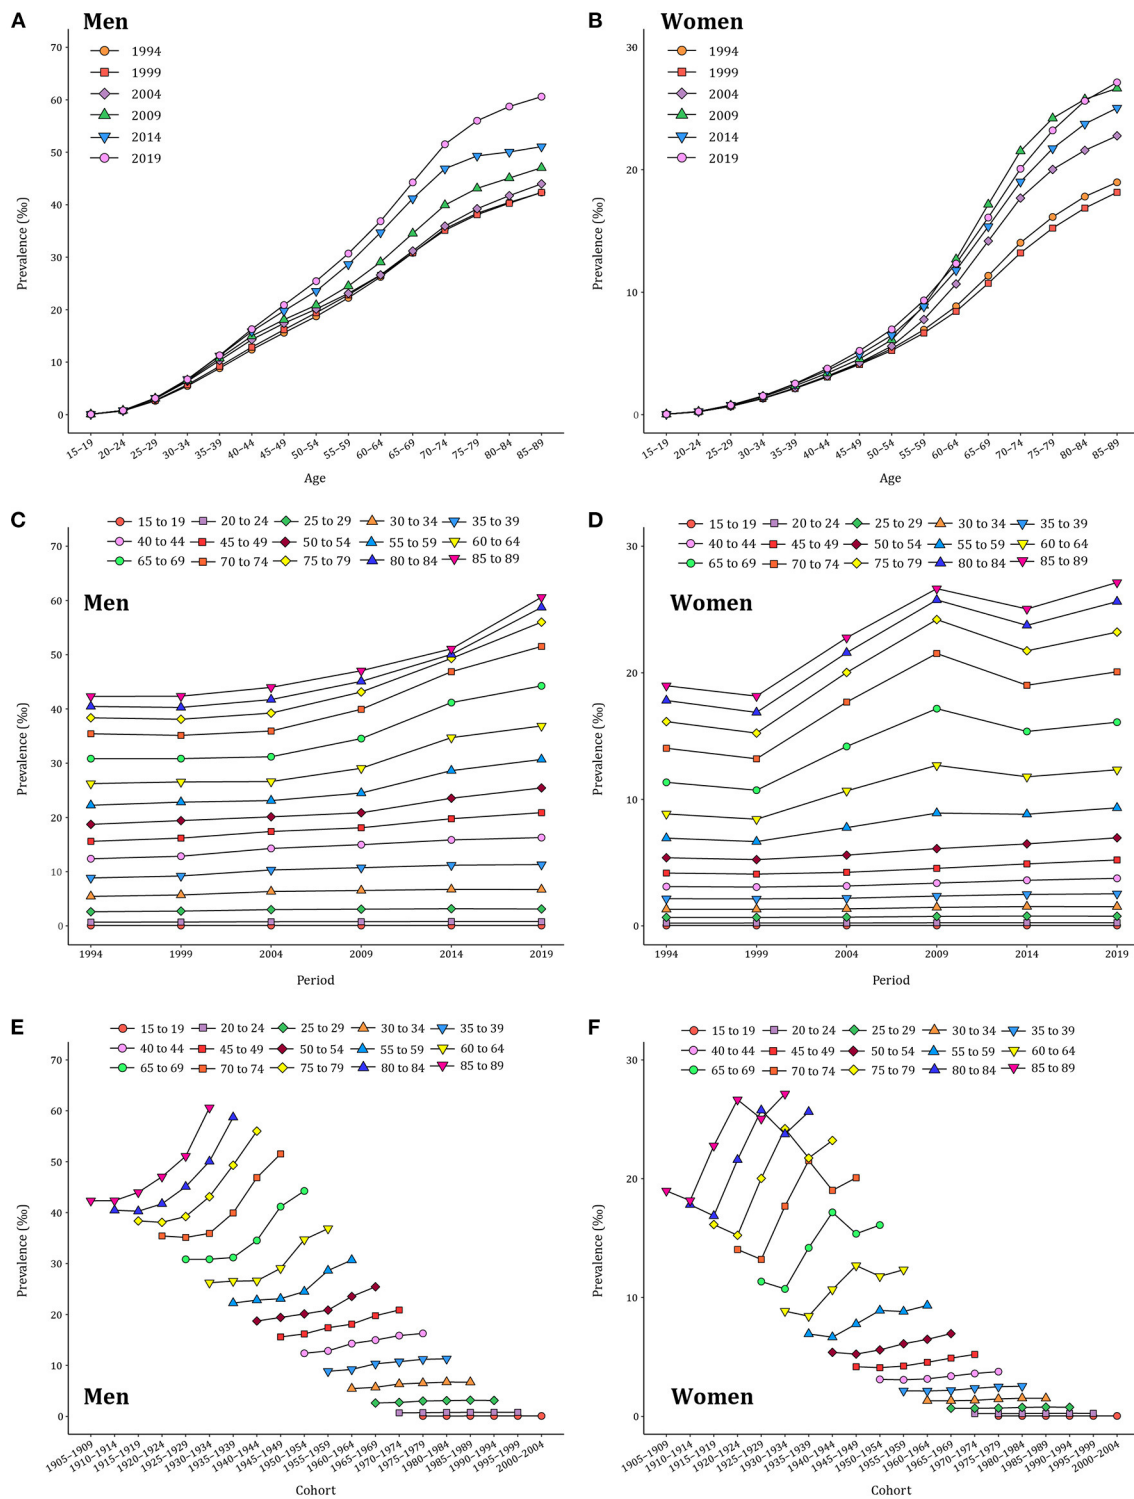 A Men
70
60
50
40
30
20
10
0
Prevalence (‰)
1994
1999
2004
2009
2014
2019
15–19 20–24 25–29 30–34 35–39 40–44 45–49 50–54 55–59 60–64 65–69 70–74 75–79 80–84 85–89
Age
B Women
30
20
10
0
Prevalence (‰)
1994
1999
2004
2009
2014
2019
15–19 20–24 25–29 30–34 35–39 40–44 45–49 50–54 55–59 60–64 65–69 70–74 75–79 80–84 85–89
Age
C
15 to 19 20 to 24 25 to 29 30 to 34 35 to 39
40 to 44 45 to 49 50 to 54 55 to 59 60 to 64
65 to 69 70 to 74 75 to 79 80 to 84 85 to 89
Men
70
60
50
40
30
20
10
0
Prevalence (‰)
1994 1999 2004 2009 2014 2019
Period
D
15 to 19 20 to 24 25 to 29 30 to 34 35 to 39
40 to 44 45 to 49 50 to 54 55 to 59 60 to 64
65 to 69 70 to 74 75 to 79 80 to 84 85 to 89
Women
30
20
10
0
Prevalence (‰)
1994 1999 2004 2009 2014 2019
Period
E
15 to 19 20 to 24 25 to 29 30 to 34 35 to 39
40 to 44 45 to 49 50 to 54 55 to 59 60 to 64
65 to 69 70 to 74 75 to 79 80 to 84 85 to 89
70
60
50
40
30
20
10
0
Prevalence (‰)
Men
1905–1909 1910–1914 1915–1919 1920–1924 1925–1929 1930–1934 1935–1939 1940–1944 1945–1949 1950–1954 1955–1959 1960–1964 1965–1969 1970–1974 1975–1979 1980–1984 1985–1989 1990–1994 1995–1999 2000–2004
Cohort
F
15 to 19 20 to 24 25 to 29 30 to 34 35 to 39
40 to 44 45 to 49 50 to 54 55 to 59 60 to 64
65 to 69 70 to 74 75 to 79 80 to 84 85 to 89
30
20
10
0
Prevalence (‰)
Women
1905–1909 1910–1914 1915–1919 1920–1924 1925–1929 1930–1934 1935–1939 1940–1944 1945–1949 1950–1954 1955–1959 1960–1964 1965–1969 1970–1974 1975–1979 1980–1984 1985–1989 1990–1994 1995–1999 2000–2004
Cohort